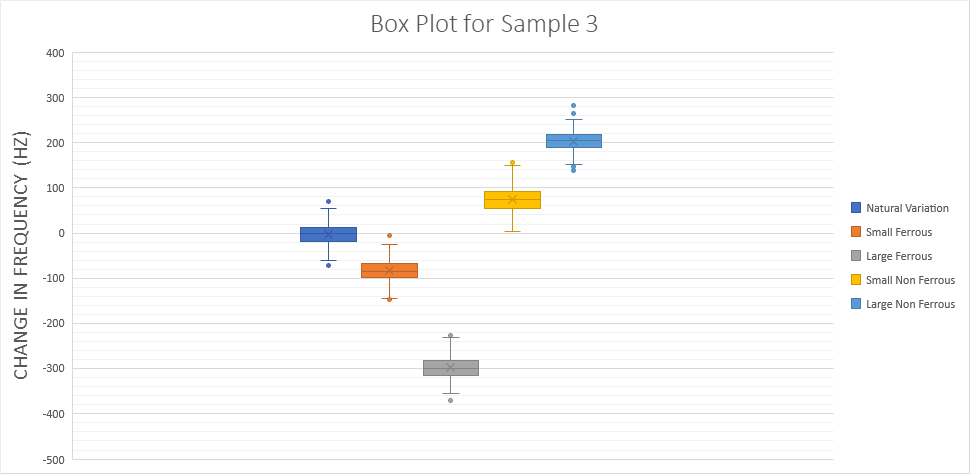 Box Plot for Sample 3
CHANGE IN FREQUENCY (HZ)
400
300
200
100
0
-100
-200
-300
-400
-500
Natural Variation
Small Ferrous
Large Ferrous
Small Non Ferrous
Large Non Ferrous